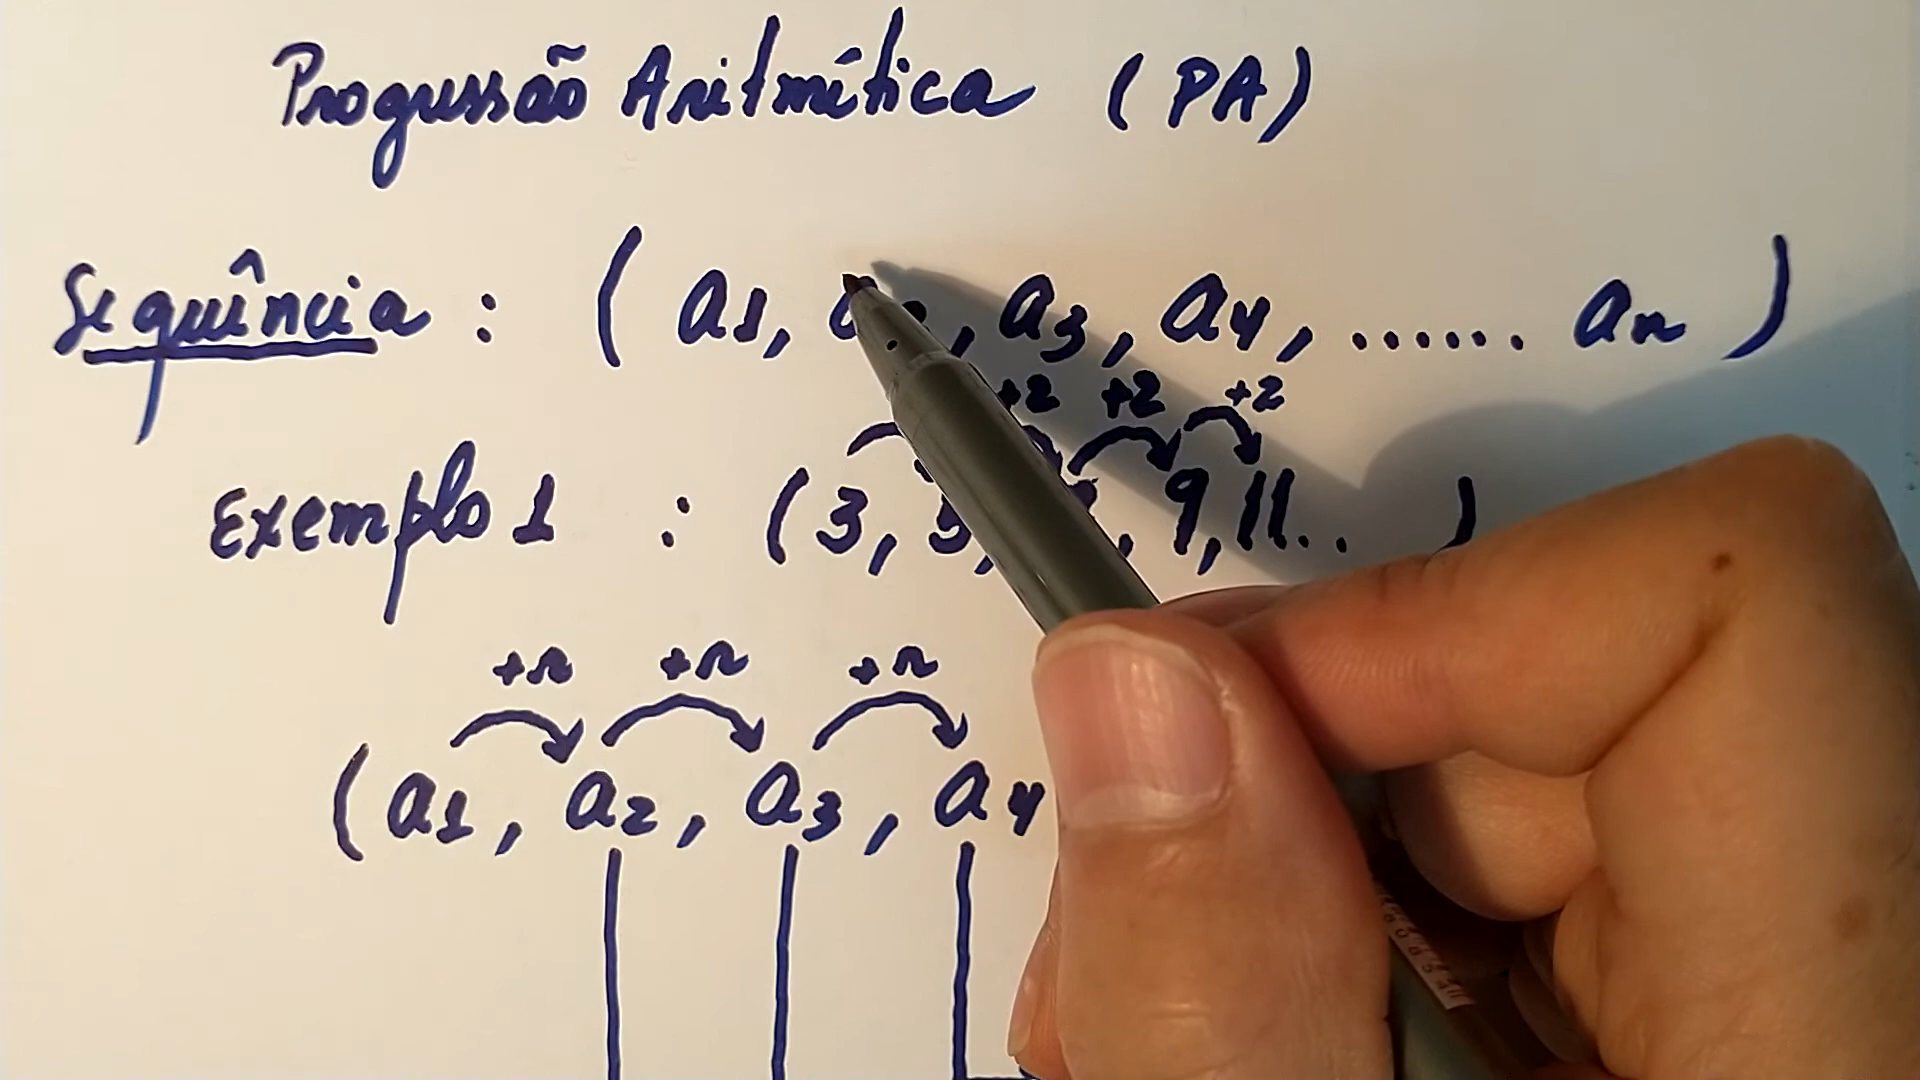 Progressão Aritmética (PA)
Sequência : ( a1, a2, a3, a4, ...... an )
+2 +2 +2
Exemplo 1 : (3, 5, , 9, 11.. )
+r +r +r
(a1, a2, a3, a4